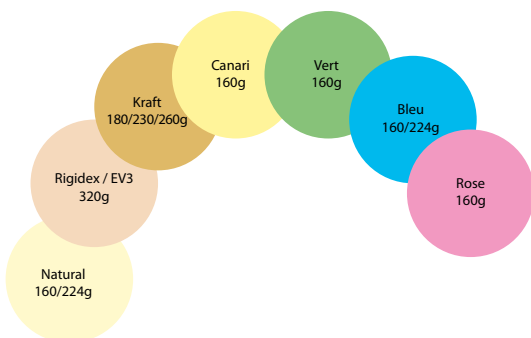 Natural
160/224g
Rigidex / EV3
320g
Kraft
180/230/260g
Canari
160g
Vert
160g
Bleu
160/224g
Rose
160g